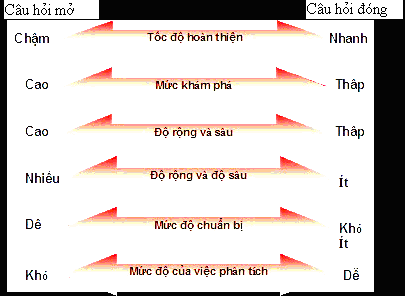 Câu hỏi mở Câu hỏi đóng
Chậm Tốc độ hoàn thiện Nhanh
Cao Mức khám phá Thấp
Cao Độ rộng và sâu Thấp
Nhiều Độ rộng và độ sâu Ít
Dễ Mức độ chuẩn bị Khó
Ít
Khó Mức độ của việc phân tích Dễ